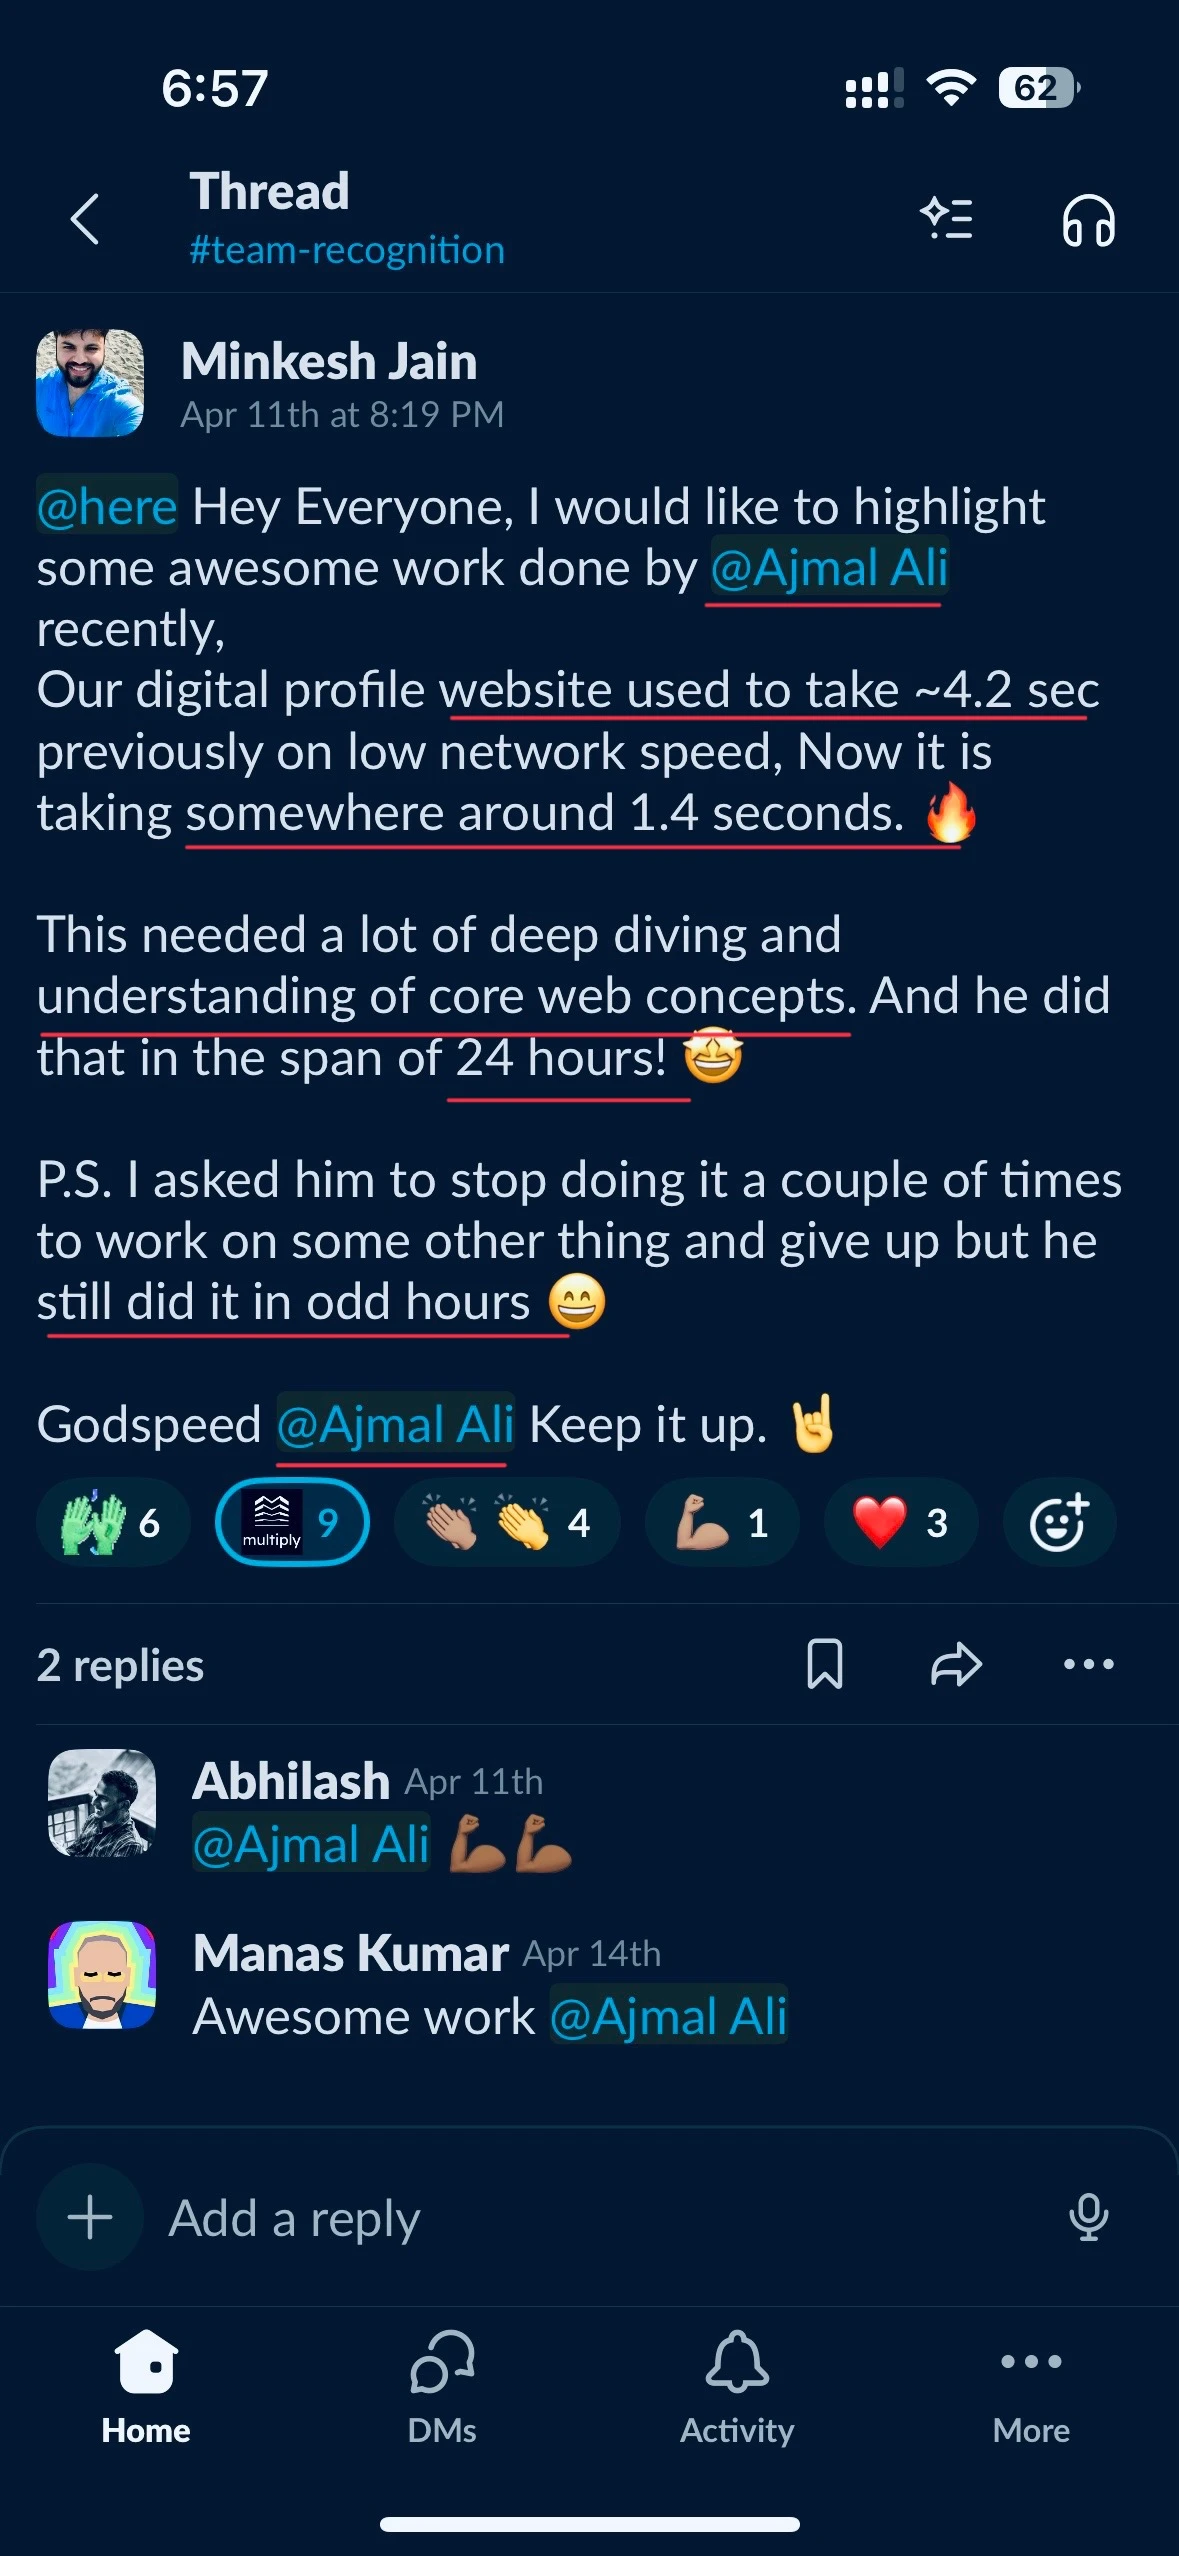 6:57
62
Thread
#team-recognition
Minkesh Jain
Apr 11th at 8:19 PM
@here Hey Everyone, I would like to highlight
some awesome work done by @Ajmal Ali
recently,
Our digital profile website used to take ~4.2 sec
previously on low network speed, Now it is
taking somewhere around 1.4 seconds. 🔥
This needed a lot of deep diving and
understanding of core web concepts. And he did
that in the span of 24 hours! 🤩
P.S. I asked him to stop doing it a couple of times
to work on some other thing and give up but he
still did it in odd hours 😄
Godspeed @Ajmal Ali Keep it up. 🤘
6 multiply 9 4 1 3
2 replies
Abhilash Apr 11th
@Ajmal Ali 💪🏾💪🏾
Manas Kumar Apr 14th
Awesome work @Ajmal Ali
Add a reply
Home DMs Activity More